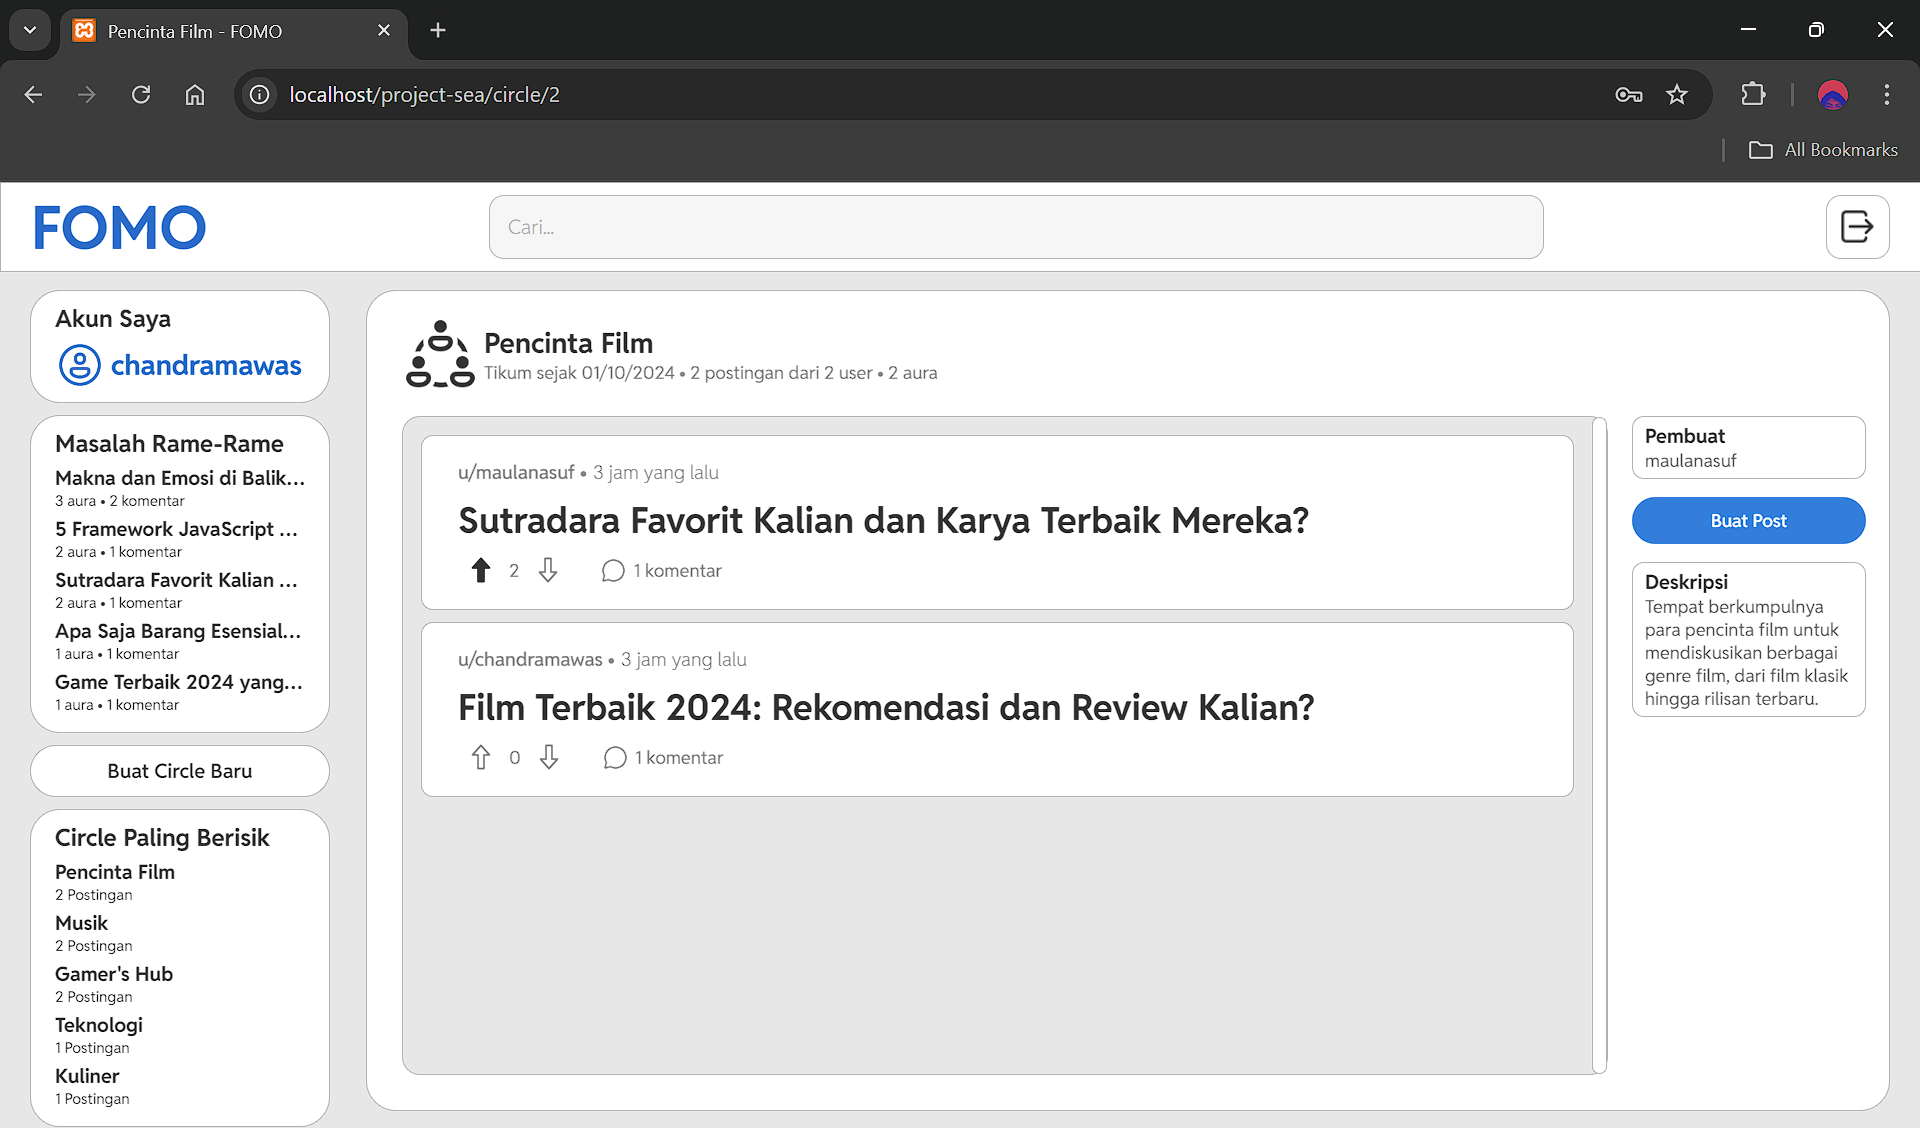 Pencinta Film - FOMO
localhost/project-sea/circle/2
All Bookmarks
FOMO
Cari...
Akun Saya
chandramawas
Masalah Rame-Rame
Makna dan Emosi di Balik...
3 aura • 2 komentar
5 Framework JavaScript ...
2 aura • 1 komentar
Sutradara Favorit Kalian ...
2 aura • 1 komentar
Apa Saja Barang Esensial...
1 aura • 1 komentar
Game Terbaik 2024 yang...
1 aura • 1 komentar
Buat Circle Baru
Circle Paling Berisik
Pencinta Film
2 Postingan
Musik
2 Postingan
Gamer's Hub
2 Postingan
Teknologi
1 Postingan
Kuliner
1 Postingan
Pencinta Film
Tikum sejak 01/10/2024 • 2 postingan dari 2 user • 2 aura
u/maulanasuf • 3 jam yang lalu
Sutradara Favorit Kalian dan Karya Terbaik Mereka?
2
1 komentar
u/chandramawas • 3 jam yang lalu
Film Terbaik 2024: Rekomendasi dan Review Kalian?
0
1 komentar
Pembuat
maulanasuf
Buat Post
Deskripsi
Tempat berkumpulnya
para pencinta film untuk
mendiskusikan berbagai
genre film, dari film klasik
hingga rilisan terbaru.